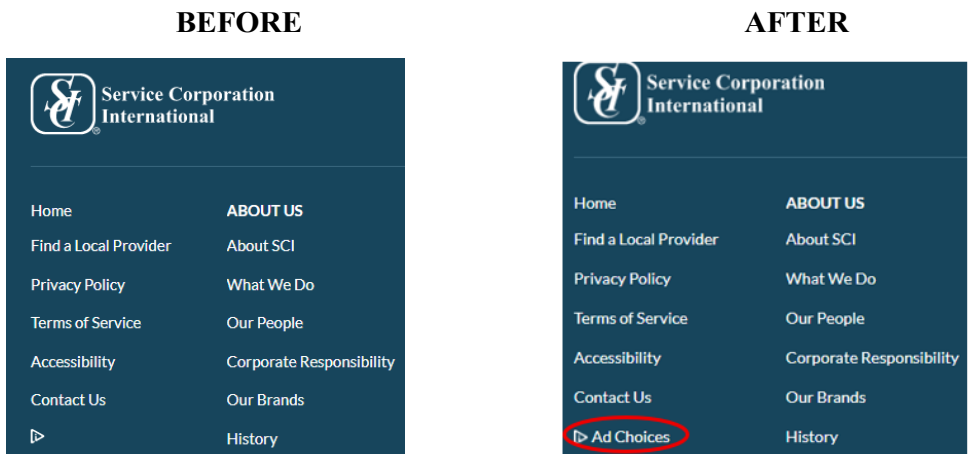 BEFORE
AFTER
SCI
Service Corporation
International
®
Home
ABOUT US
Find a Local Provider
About SCI
Privacy Policy
What We Do
Terms of Service
Our People
Accessibility
Corporate Responsibility
Contact Us
Our Brands
History
SCI
Service Corporation
International
®
Home
ABOUT US
Find a Local Provider
About SCI
Privacy Policy
What We Do
Terms of Service
Our People
Accessibility
Corporate Responsibility
Contact Us
Our Brands
Ad Choices
History